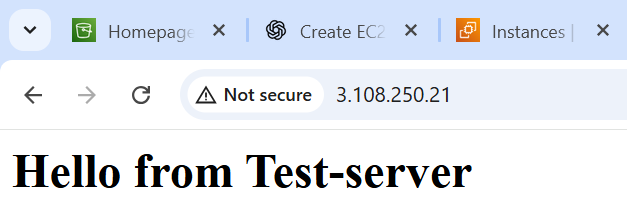 Homepage
Create EC2
Instances |
Not secure
3.108.250.21
Hello from Test-server